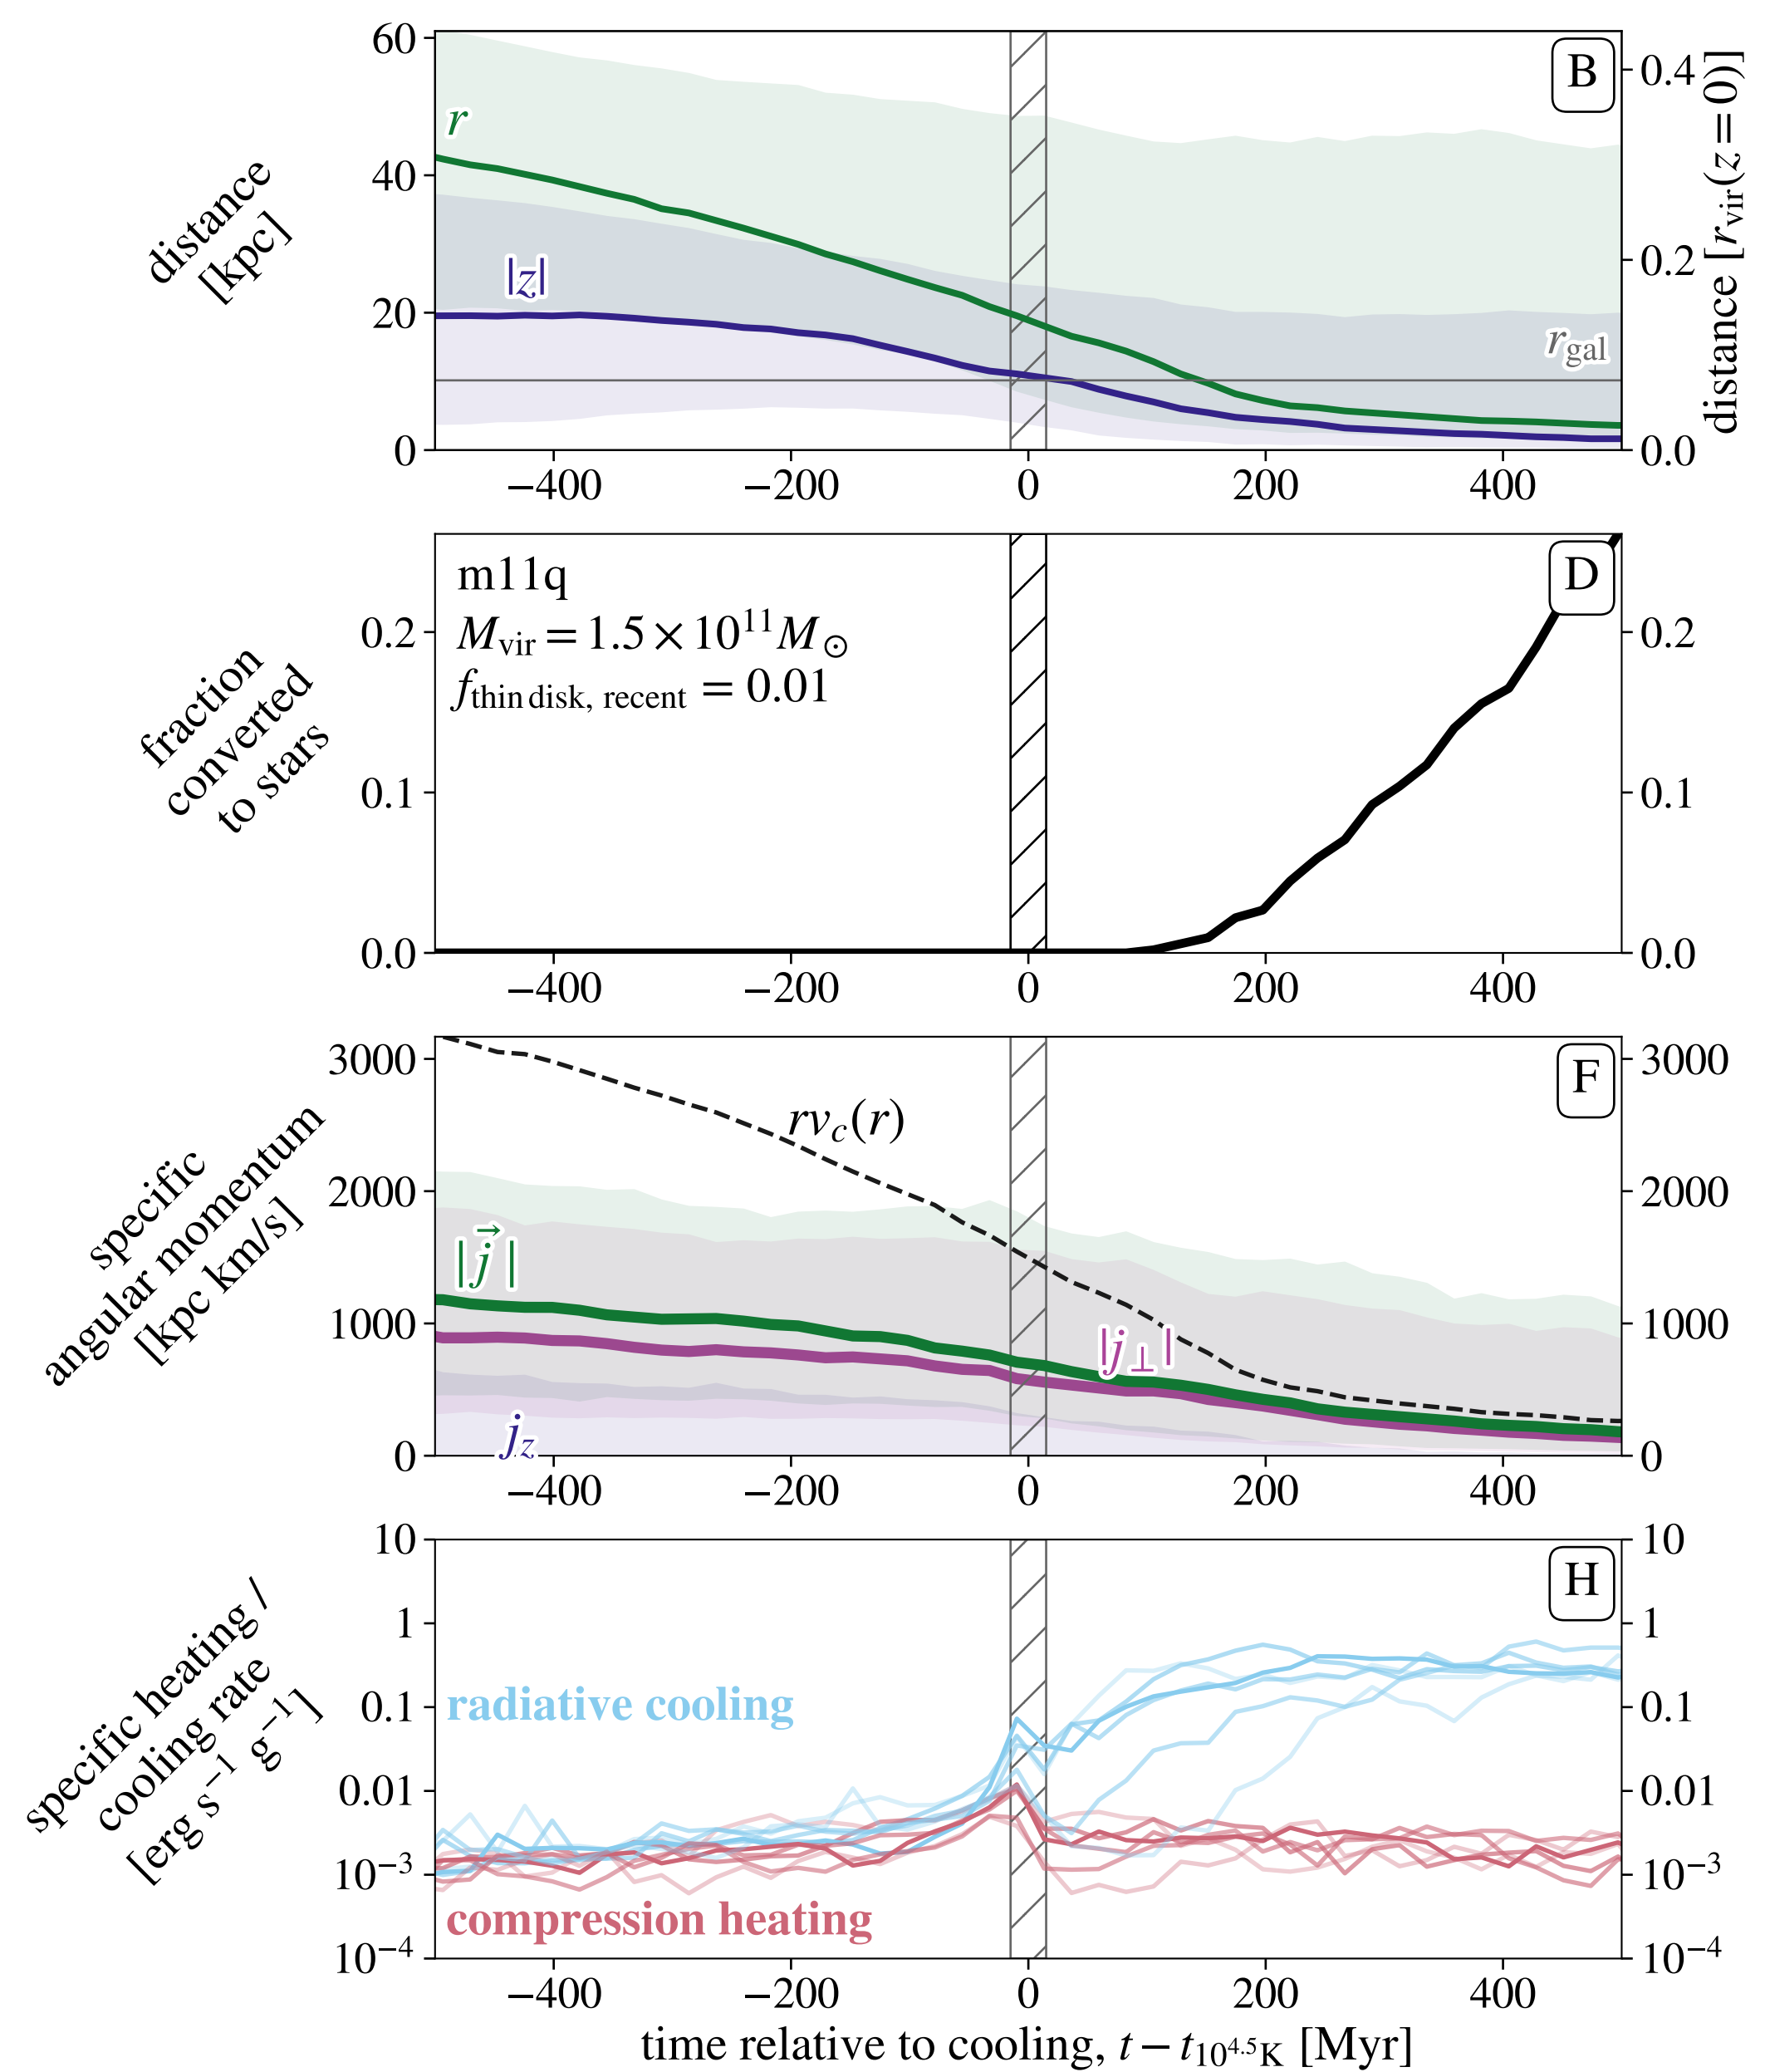 distance
[kpc]
60
40
20
0
r
|z|
B
r_gal
0.4
0.2
0.0
distance [r_vir(z=0)]
−400 −200 0 200 400
fraction
converted
to stars
0.2
0.1
0.0
m11q
M_vir = 1.5 × 10^11 M_⊙
f_thin disk, recent = 0.01
D
0.2
0.1
0.0
−400 −200 0 200 400
specific
angular momentum
[kpc km/s]
3000
2000
1000
0
rv_c(r)
|j⃗|
|j_⊥|
j_z
F
3000
2000
1000
0
−400 −200 0 200 400
specific heating /
cooling rate
[erg s^−1 g^−1]
10
1
0.1
0.01
10^−3
10^−4
radiative cooling
compression heating
H
10
1
0.1
0.01
10^−3
10^−4
−400 −200 0 200 400
time relative to cooling, t − t_10^4.5 K [Myr]